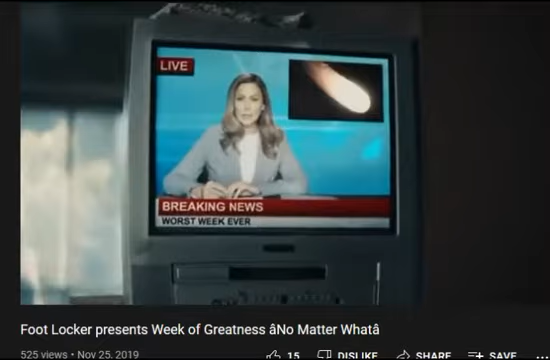 LIVE
BREAKING NEWS
WORST WEEK EVER
Foot Locker presents Week of Greatness âNo Matter Whatâ
525 views • Nov 25, 2019
15
DISLIKE
SHARE
SAVE
...